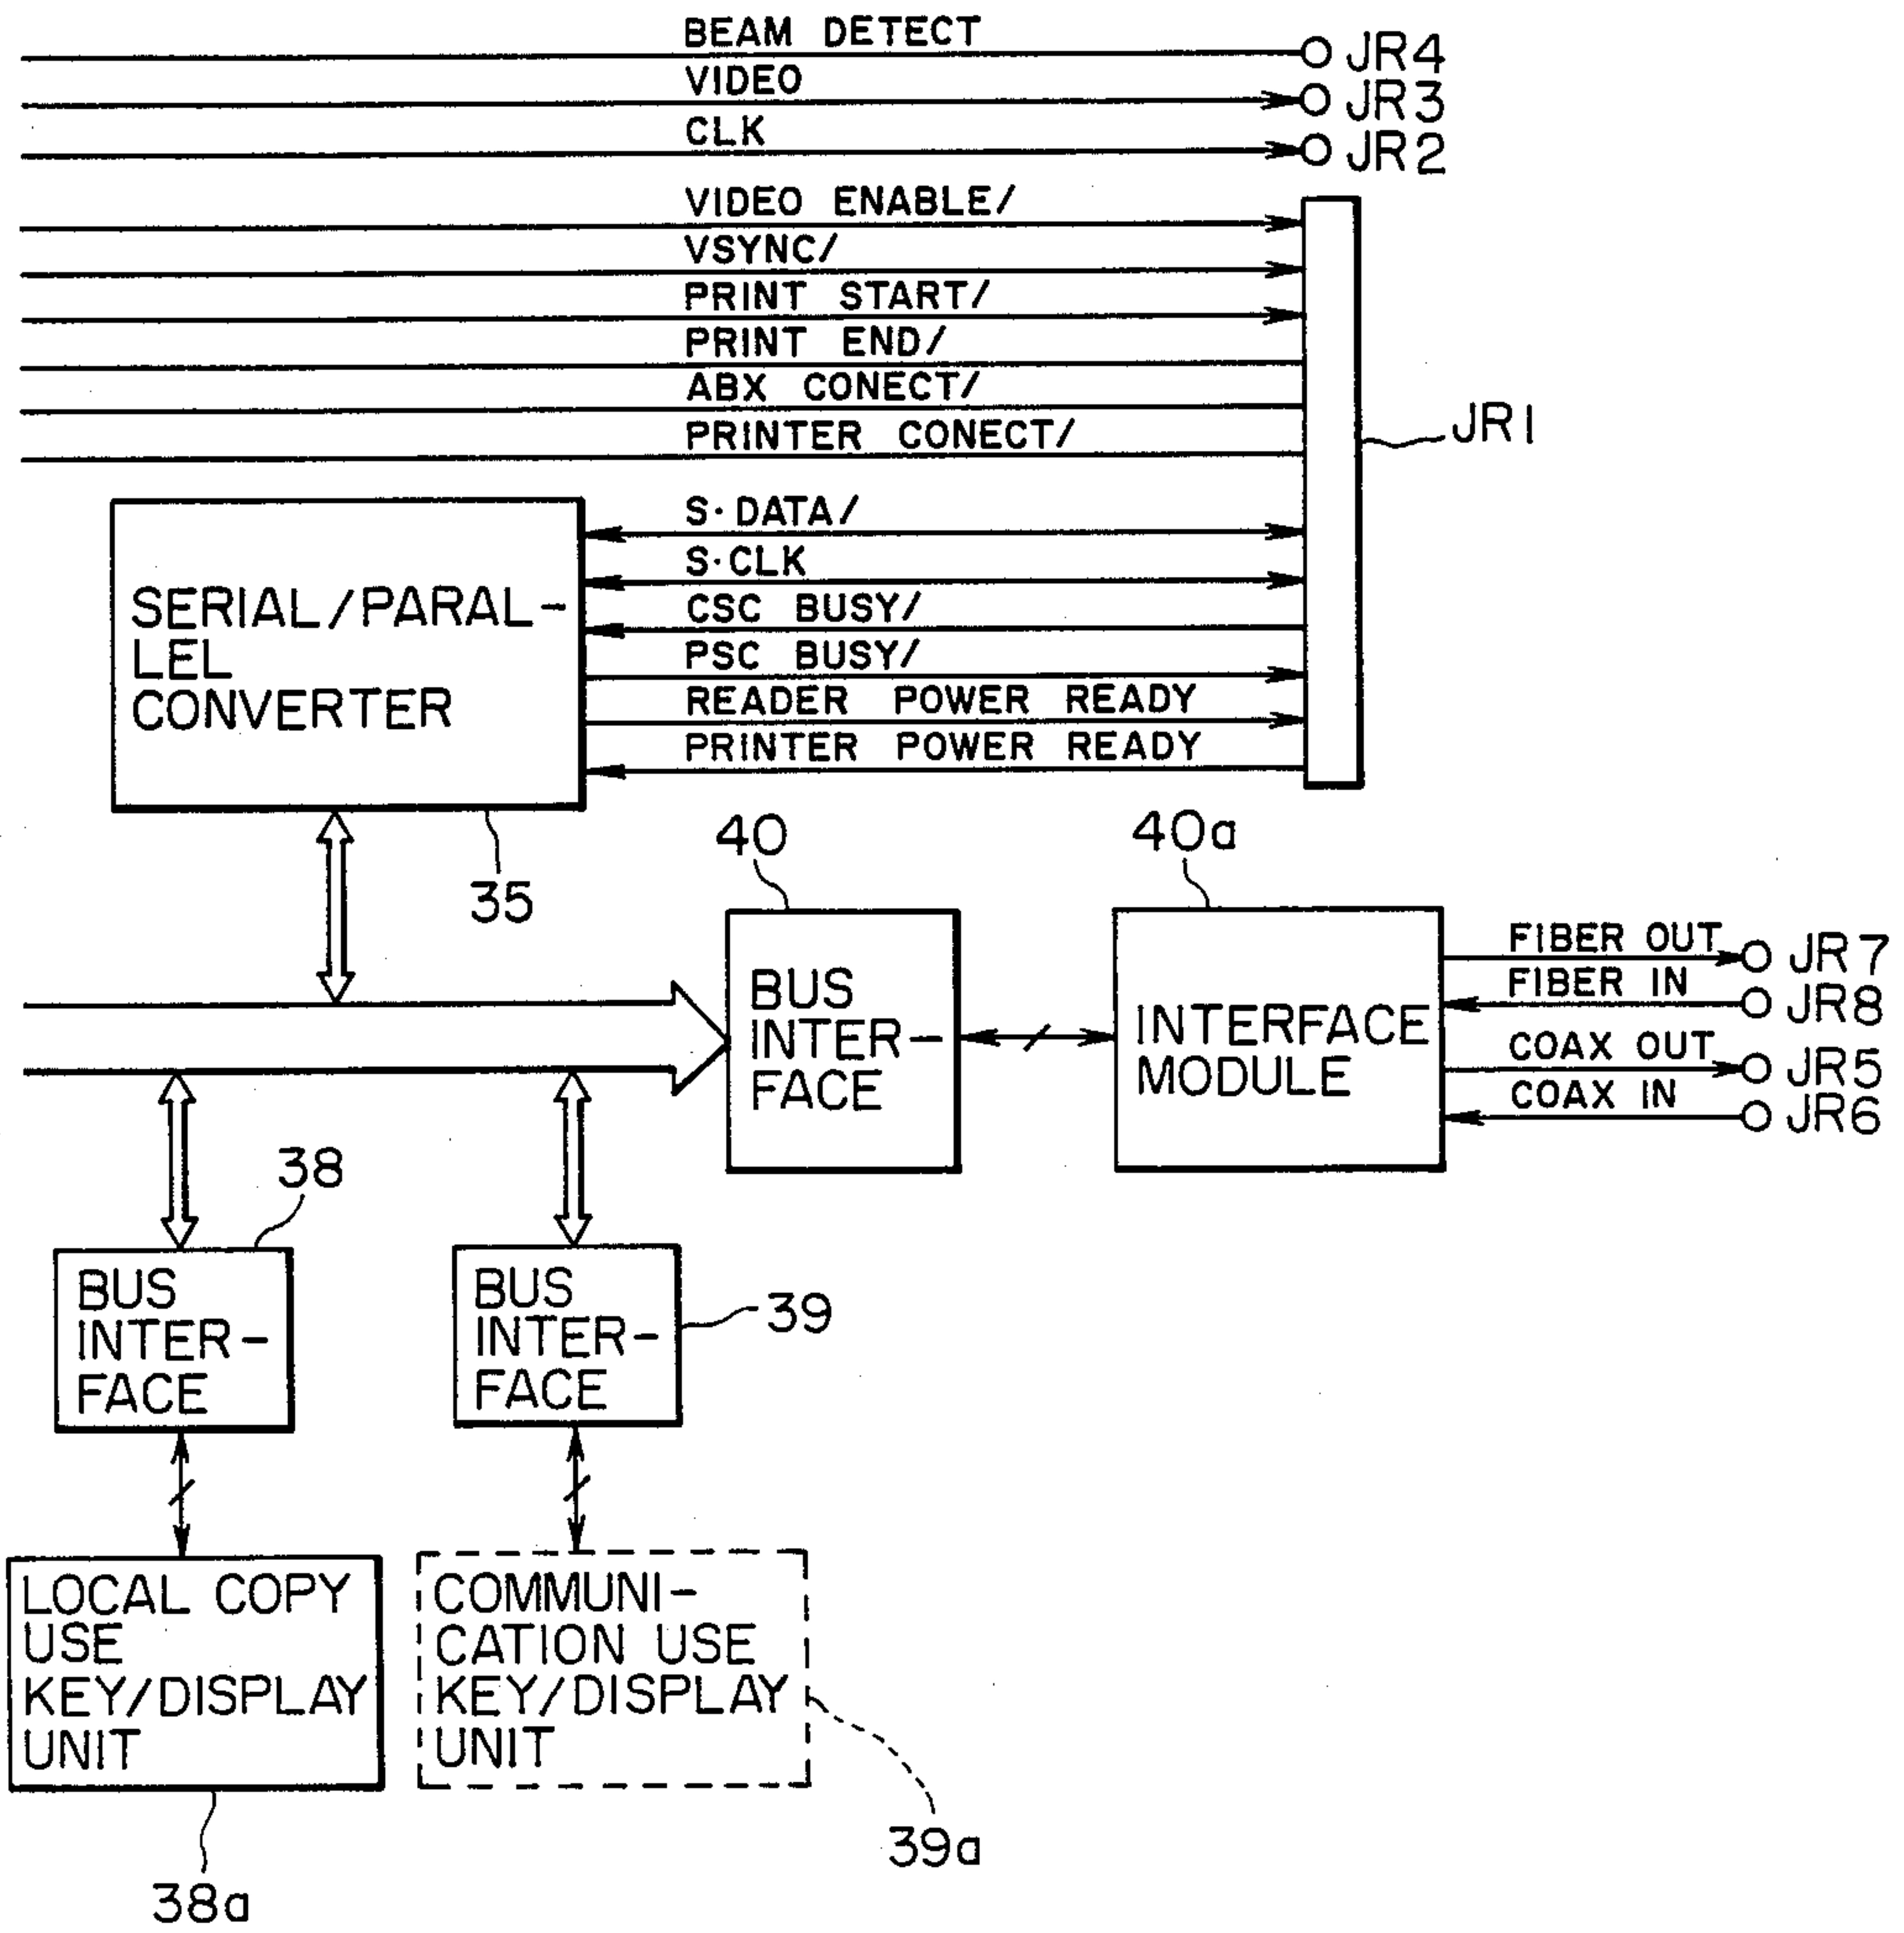 BEAM DETECT
JR4
VIDEO
JR3
CLK
JR2
VIDEO ENABLE/
VSYNC/
PRINT START/
PRINT END/
ABX CONECT/
PRINTER CONECT/
JR1
S·DATA/
S·CLK
CSC BUSY/
PSC BUSY/
READER POWER READY
PRINTER POWER READY
SERIAL/PARAL-
LEL
CONVERTER
35
40
40a
BUS
INTER-
FACE
INTERFACE
MODULE
FIBER OUT
JR7
FIBER IN
JR8
COAX OUT
JR5
COAX IN
JR6
38
BUS
INTER-
FACE
BUS
INTER-
FACE
39
LOCAL COPY
USE
KEY/DISPLAY
UNIT
38a
COMMUNI-
CATION USE
KEY/DISPLAY
UNIT
39a